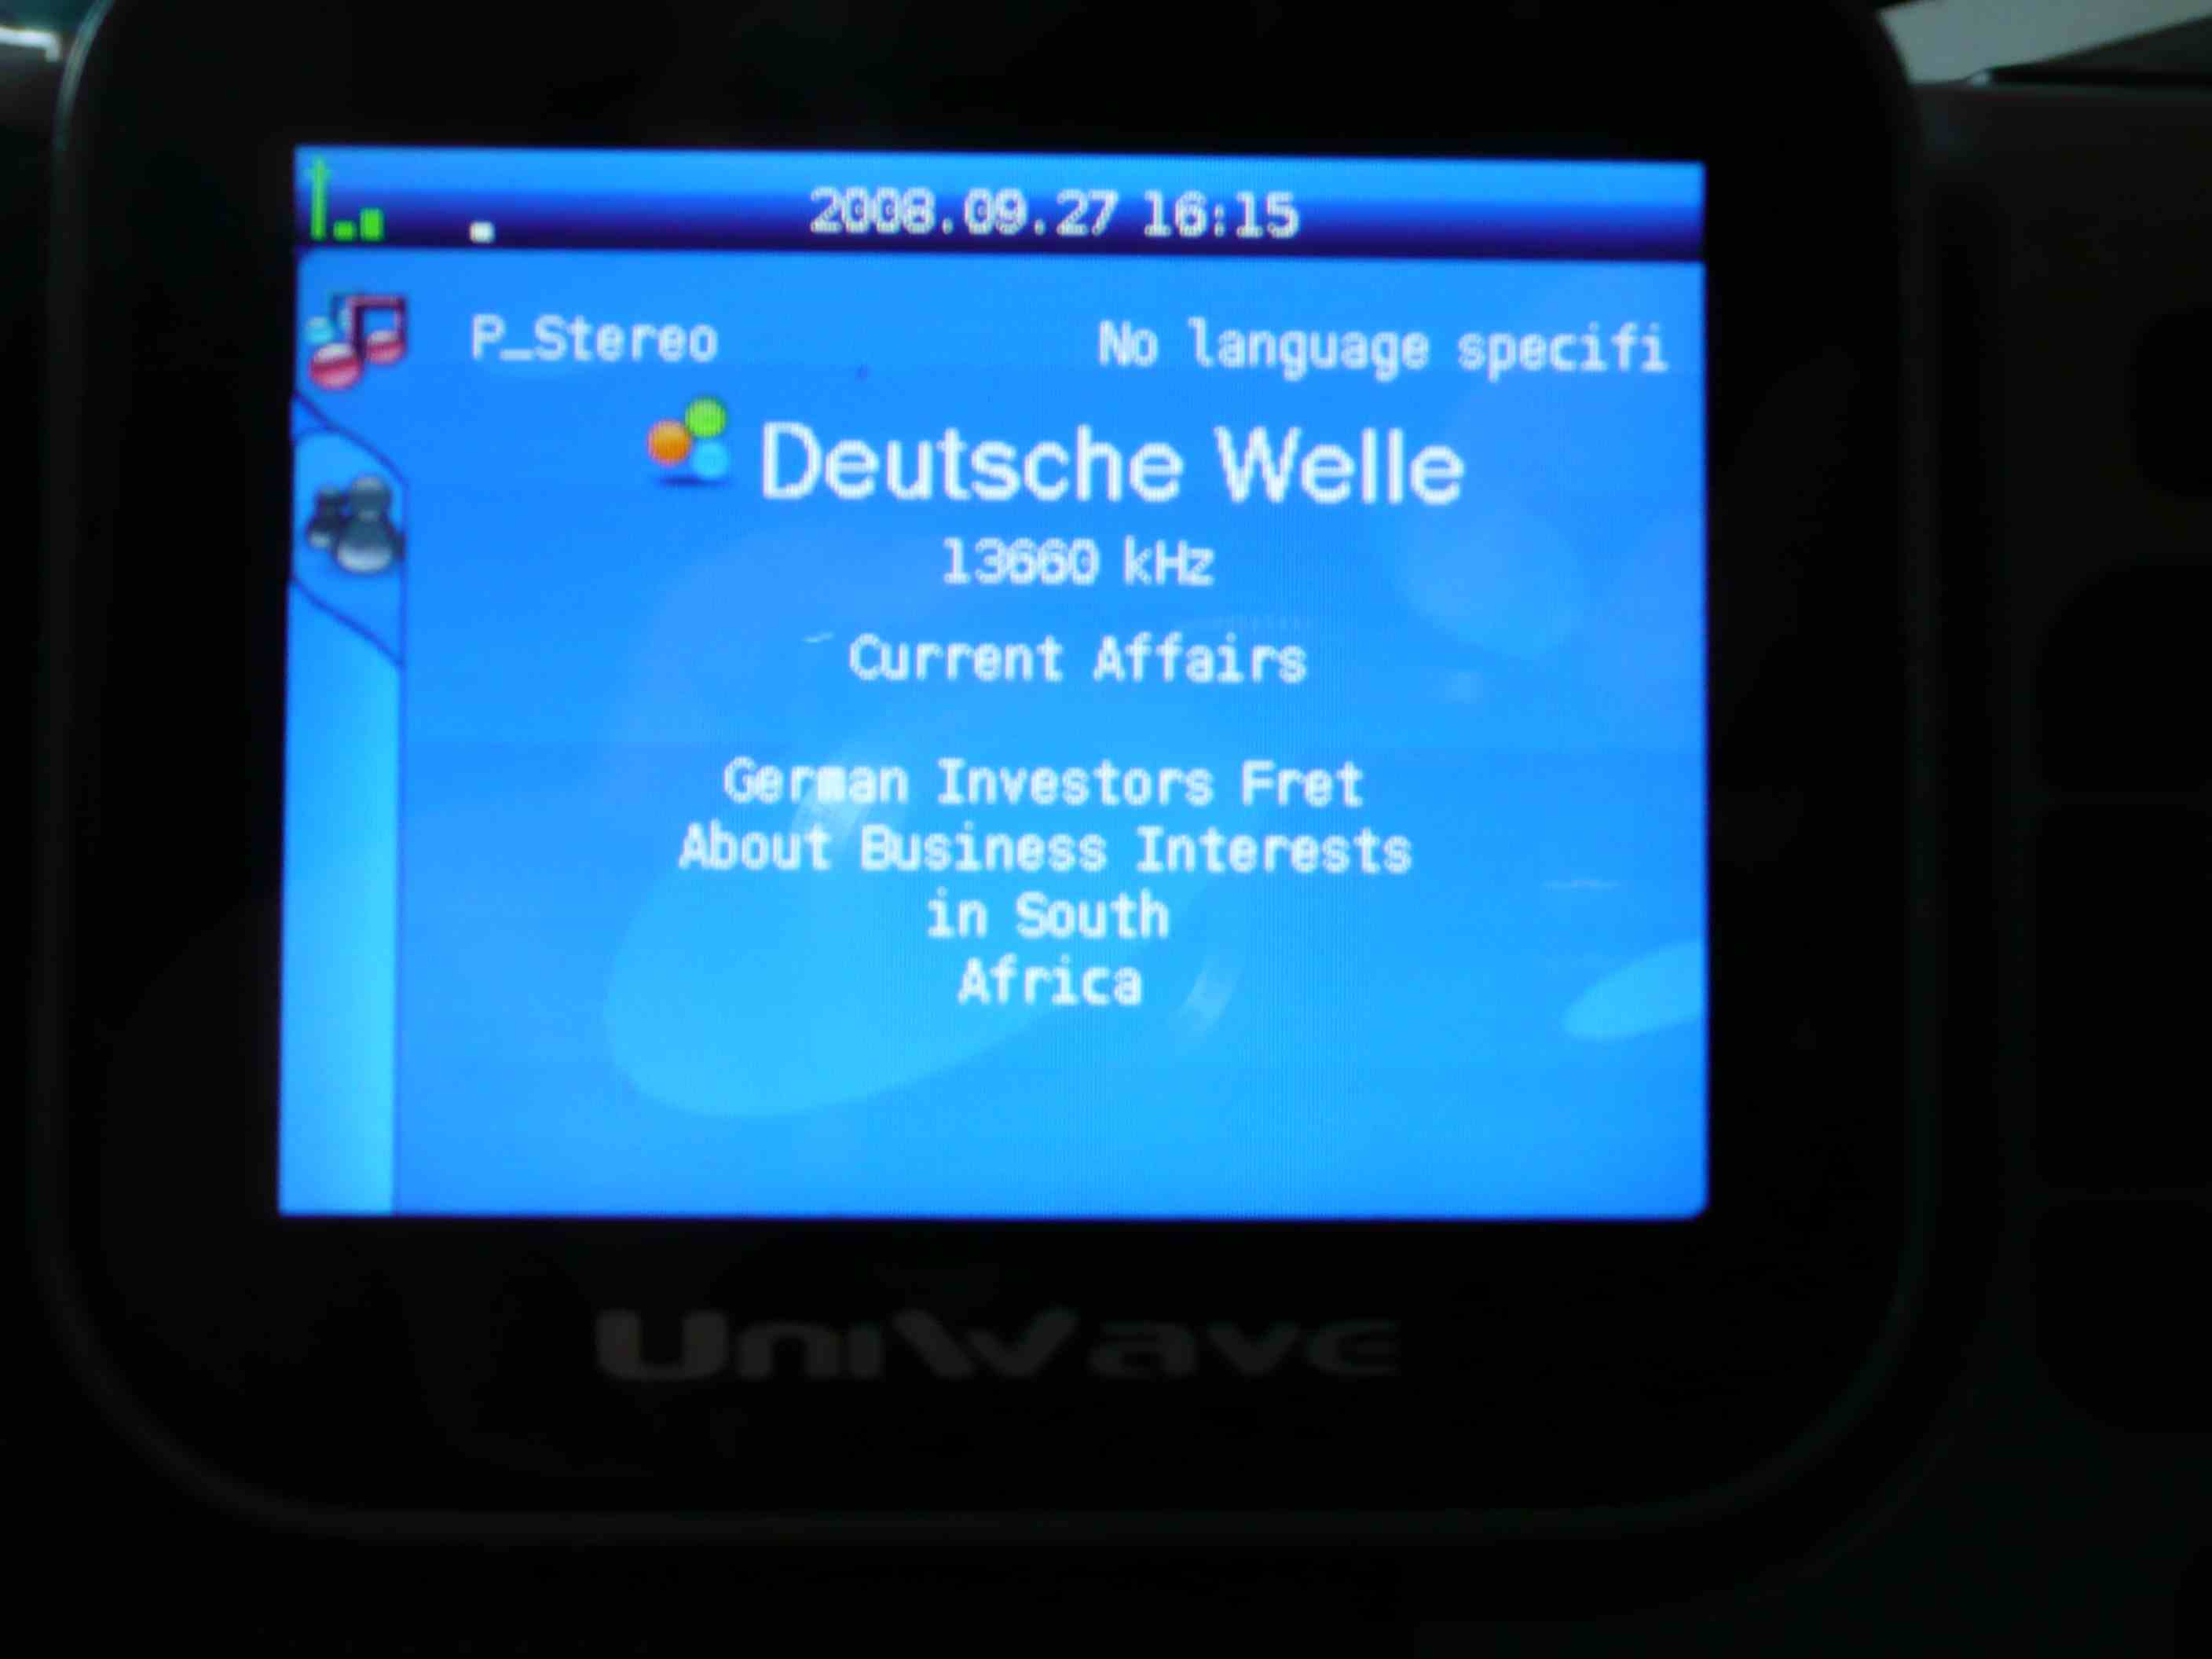 2008.09.27 16:15
P_Stereo
No language specifi
Deutsche Welle
13660 kHz
Current Affairs
German Investors Fret
About Business Interests
in South
Africa
UniWave